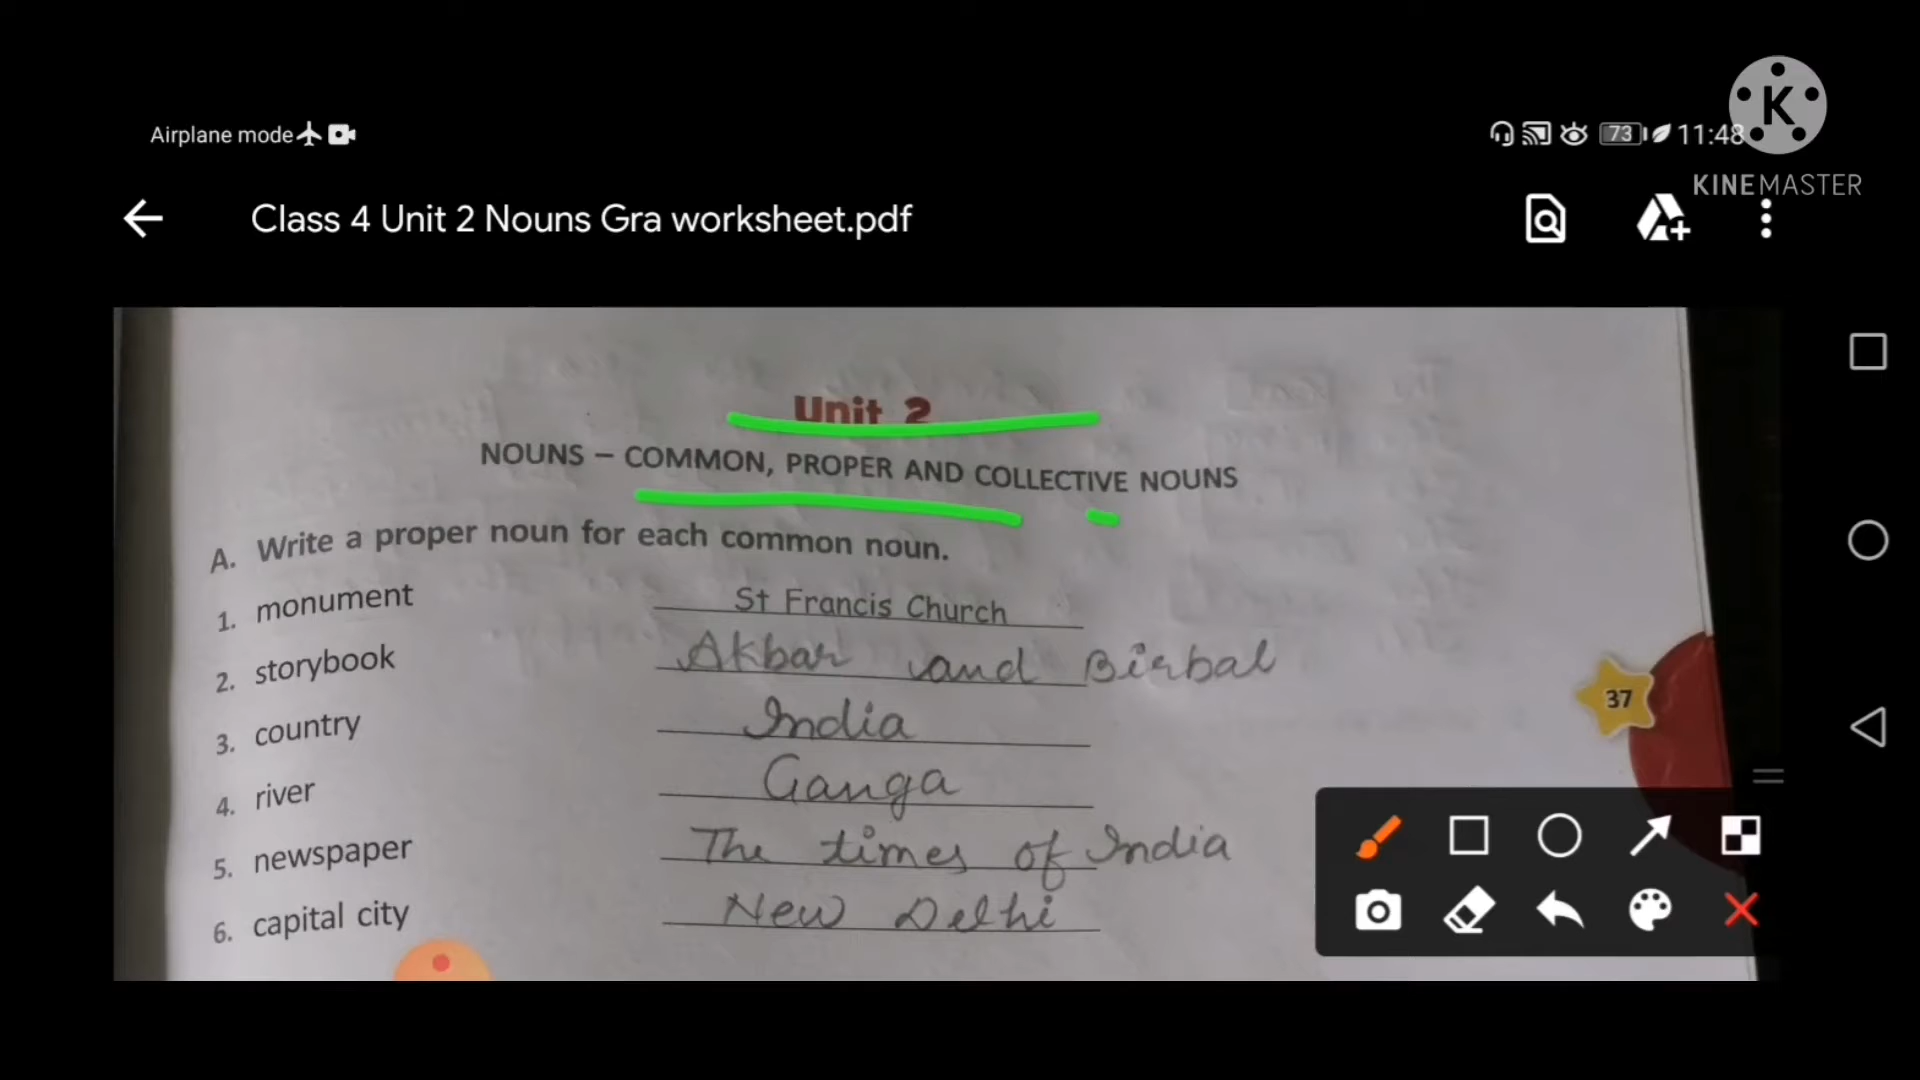 Airplane mode 73 11:48
K
KINEMASTER
Class 4 Unit 2 Nouns Gra worksheet.pdf
Unit 2
NOUNS – COMMON, PROPER AND COLLECTIVE NOUNS
A. Write a proper noun for each common noun.
1. monument St Francis Church
2. storybook Akbar and Birbal
3. country India
37
4. river Ganga
5. newspaper The times of India
6. capital city New Delhi